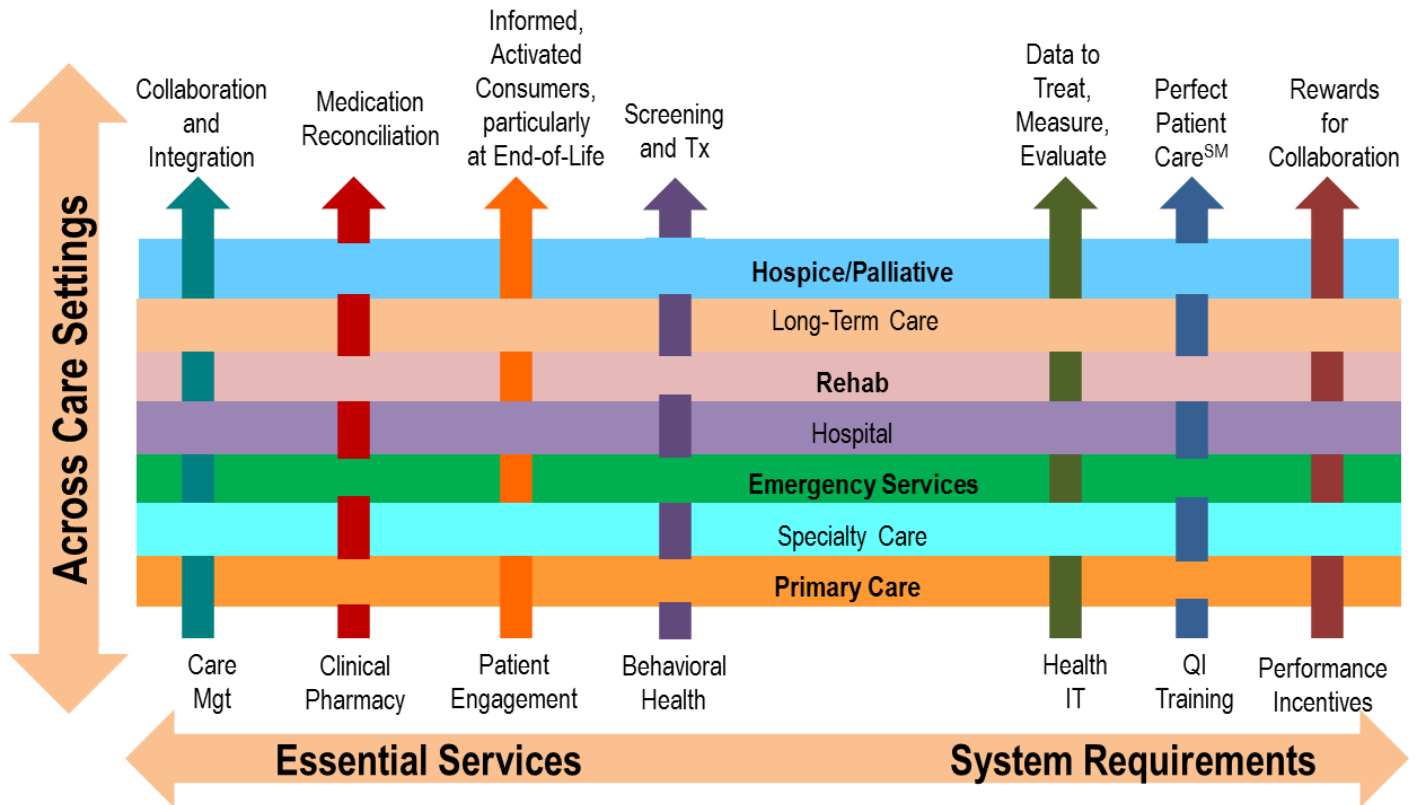 Across Care Settings
Collaboration
and
Integration
Medication
Reconciliation
Informed,
Activated
Consumers,
particularly
at End-of-Life
Screening
and Tx
Data to
Treat,
Measure,
Evaluate
Perfect
Patient
Care℠
Rewards
for
Collaboration
Hospice/Palliative
Long-Term Care
Rehab
Hospital
Emergency Services
Specialty Care
Primary Care
Care
Mgt
Clinical
Pharmacy
Patient
Engagement
Behavioral
Health
Health
IT
QI
Training
Performance
Incentives
Essential Services
System Requirements